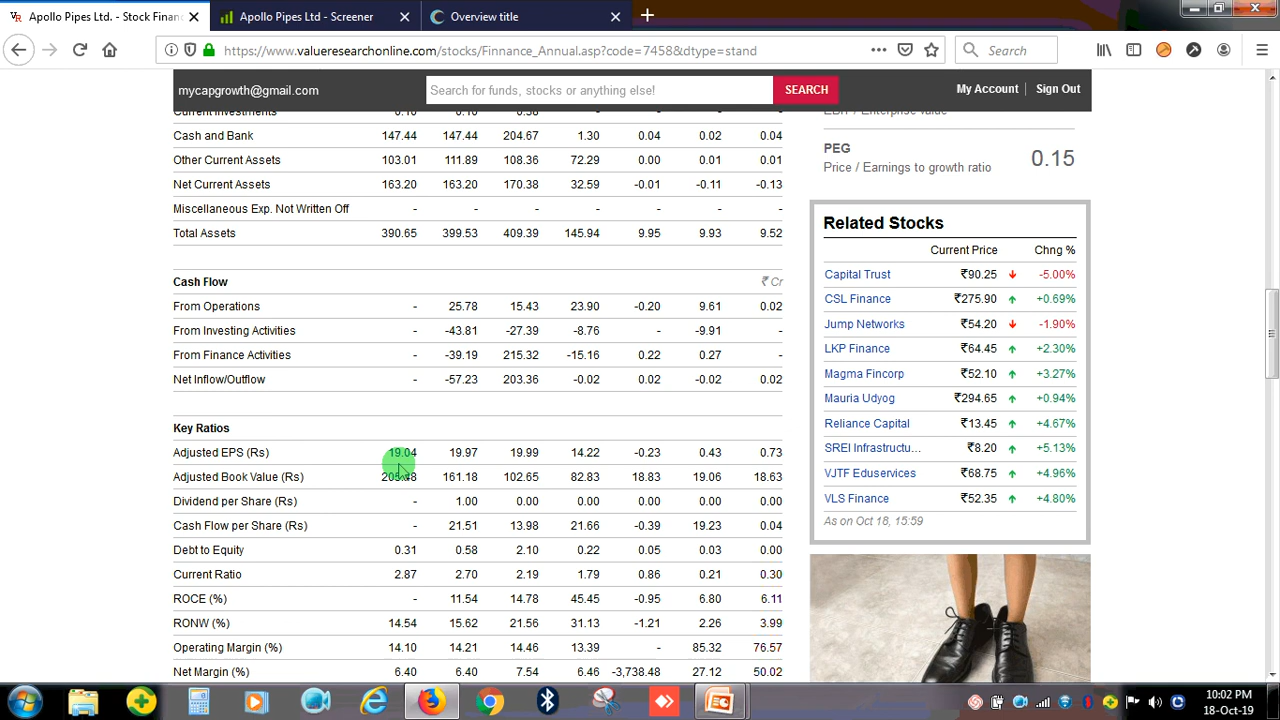 Apollo Pipes Ltd. - Stock Finan
Apollo Pipes Ltd - Screener
Overview title
https://www.valueresearchonline.com/stocks/Finnance_Annual.asp?code=7458&dtype=stand
Search
mycapgrowth@gmail.com
Search for funds, stocks or anything else!
SEARCH
My Account
Sign Out
Current Investments 0.10 0.10 0.58 - - - -
Cash and Bank 147.44 147.44 204.67 1.30 0.04 0.02 0.04
Other Current Assets 103.01 111.89 108.36 72.29 0.00 0.01 0.01
Net Current Assets 163.20 163.20 170.38 32.59 -0.01 -0.11 -0.13
Miscellaneous Exp. Not Written Off - - - - - - -
Total Assets 390.65 399.53 409.39 145.94 9.95 9.93 9.52
Cash Flow ₹ Cr
From Operations - 25.78 15.43 23.90 -0.20 9.61 0.02
From Investing Activities - -43.81 -27.39 -8.76 - -9.91 -
From Finance Activities - -39.19 215.32 -15.16 0.22 0.27 -
Net Inflow/Outflow - -57.23 203.36 -0.02 0.02 -0.02 0.02
Key Ratios
Adjusted EPS (Rs) 19.04 19.97 19.99 14.22 -0.23 0.43 0.73
Adjusted Book Value (Rs) 161.18 102.65 82.83 18.83 19.06 18.63
Dividend per Share (Rs) - 1.00 0.00 0.00 0.00 0.00 0.00
Cash Flow per Share (Rs) - 21.51 13.98 21.66 -0.39 19.23 0.04
Debt to Equity 0.31 0.58 2.10 0.22 0.05 0.03 0.00
Current Ratio 2.87 2.70 2.19 1.79 0.86 0.21 0.30
ROCE (%) - 11.54 14.78 45.45 -0.95 6.80 6.11
RONW (%) 14.54 15.62 21.56 31.13 -1.21 2.26 3.99
Operating Margin (%) 14.10 14.21 14.46 13.39 - 85.32 76.57
Net Margin (%) 6.40 6.40 7.54 6.46 -3,738.48 27.12 50.02
EBIT / Enterprise value
PEG
Price / Earnings to growth ratio
0.15
Related Stocks
Current Price Chng %
Capital Trust ₹90.25 -5.00%
CSL Finance ₹275.90 +0.69%
Jump Networks ₹54.20 -1.90%
LKP Finance ₹64.45 +2.30%
Magma Fincorp ₹52.10 +3.27%
Mauria Udyog ₹294.65 +0.94%
Reliance Capital ₹13.45 +4.67%
SREI Infrastructu... ₹8.20 +5.13%
VJTF Eduservices ₹68.75 +4.96%
VLS Finance ₹52.35 +4.80%
As on Oct 18, 15:59
10:02 PM
18-Oct-19